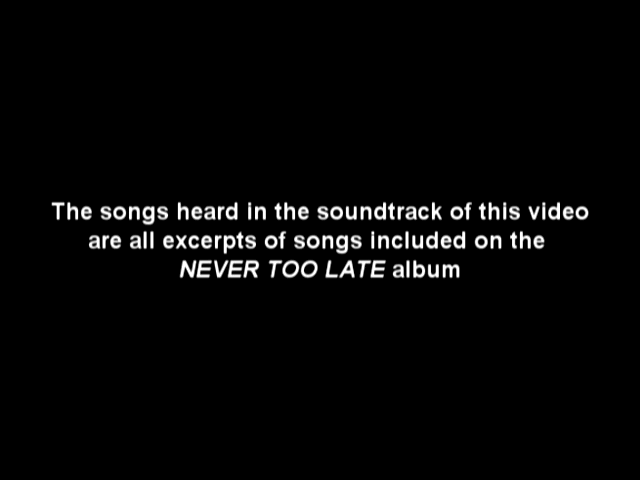 The songs heard in the soundtrack of this video
are all excerpts of songs included on the
NEVER TOO LATE album